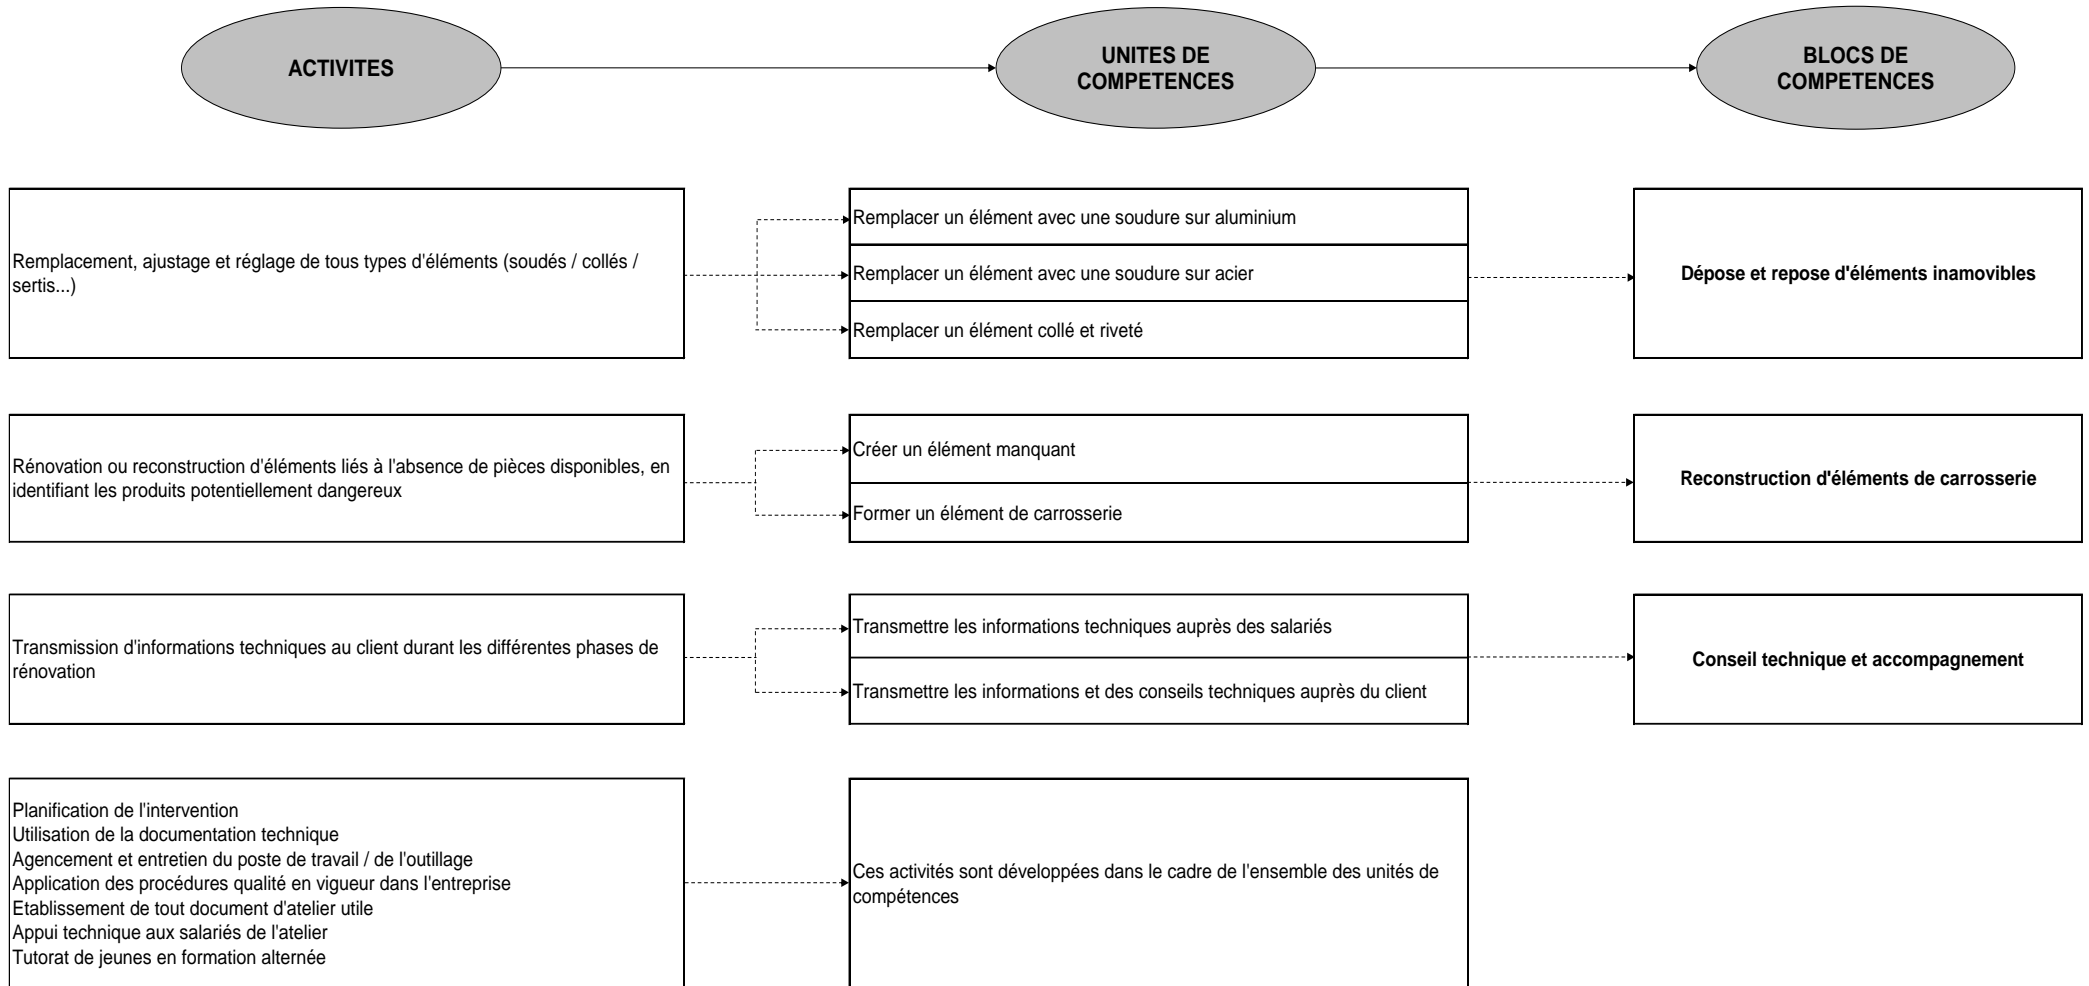 ACTIVITES
UNITES DE
COMPETENCES
BLOCS DE
COMPETENCES
Remplacement, ajustage et réglage de tous types d'éléments (soudés / collés /
sertis...)
Remplacer un élément avec une soudure sur aluminium
Remplacer un élément avec une soudure sur acier
Remplacer un élément collé et riveté
Dépose et repose d'éléments inamovibles
Rénovation ou reconstruction d'éléments liés à l'absence de pièces disponibles, en
identifiant les produits potentiellement dangereux
Créer un élément manquant
Former un élément de carrosserie
Reconstruction d'éléments de carrosserie
Transmission d'informations techniques au client durant les différentes phases de
rénovation
Transmettre les informations techniques auprès des salariés
Transmettre les informations et des conseils techniques auprès du client
Conseil technique et accompagnement
Planification de l'intervention
Utilisation de la documentation technique
Agencement et entretien du poste de travail / de l'outillage
Application des procédures qualité en vigueur dans l'entreprise
Etablissement de tout document d'atelier utile
Appui technique aux salariés de l'atelier
Tutorat de jeunes en formation alternée
Ces activités sont développées dans le cadre de l'ensemble des unités de
compétences